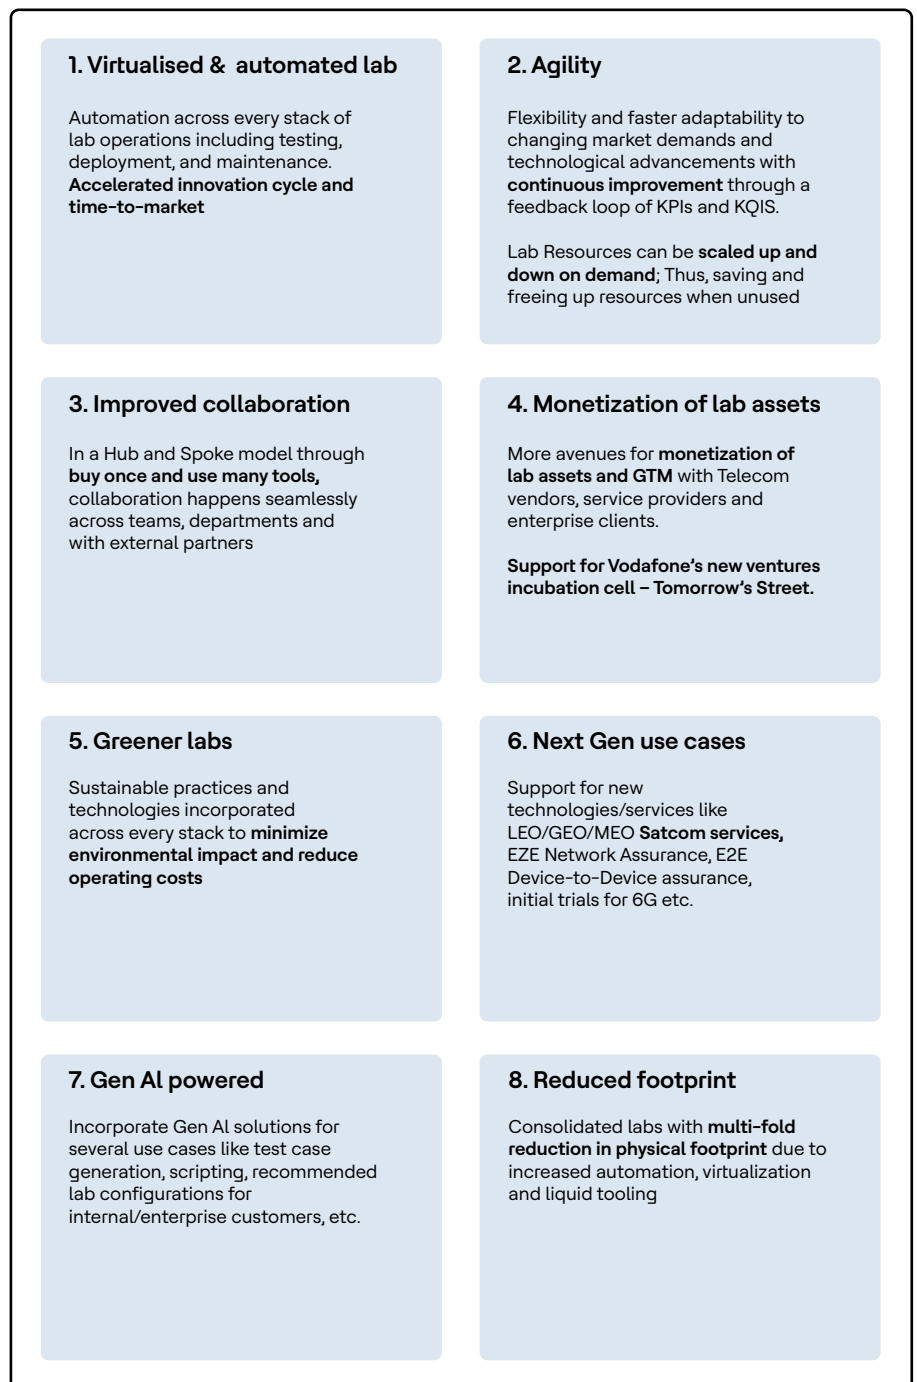 1. Virtualised & automated lab
Automation across every stack of
lab operations including testing,
deployment, and maintenance.
Accelerated innovation cycle and
time-to-market
2. Agility
Flexibility and faster adaptability to
changing market demands and
technological advancements with
continuous improvement through a
feedback loop of KPIs and KQIS.
Lab Resources can be scaled up and
down on demand; Thus, saving and
freeing up resources when unused
3. Improved collaboration
In a Hub and Spoke model through
buy once and use many tools,
collaboration happens seamlessly
across teams, departments and
with external partners
4. Monetization of lab assets
More avenues for monetization of
lab assets and GTM with Telecom
vendors, service providers and
enterprise clients.
Support for Vodafone’s new ventures
incubation cell – Tomorrow’s Street.
5. Greener labs
Sustainable practices and
technologies incorporated
across every stack to minimize
environmental impact and reduce
operating costs
6. Next Gen use cases
Support for new
technologies/services like
LEO/GEO/MEO Satcom services,
EZE Network Assurance, E2E
Device-to-Device assurance,
initial trials for 6G etc.
7. Gen Al powered
Incorporate Gen Al solutions for
several use cases like test case
generation, scripting, recommended
lab configurations for
internal/enterprise customers, etc.
8. Reduced footprint
Consolidated labs with multi-fold
reduction in physical footprint due to
increased automation, virtualization
and liquid tooling